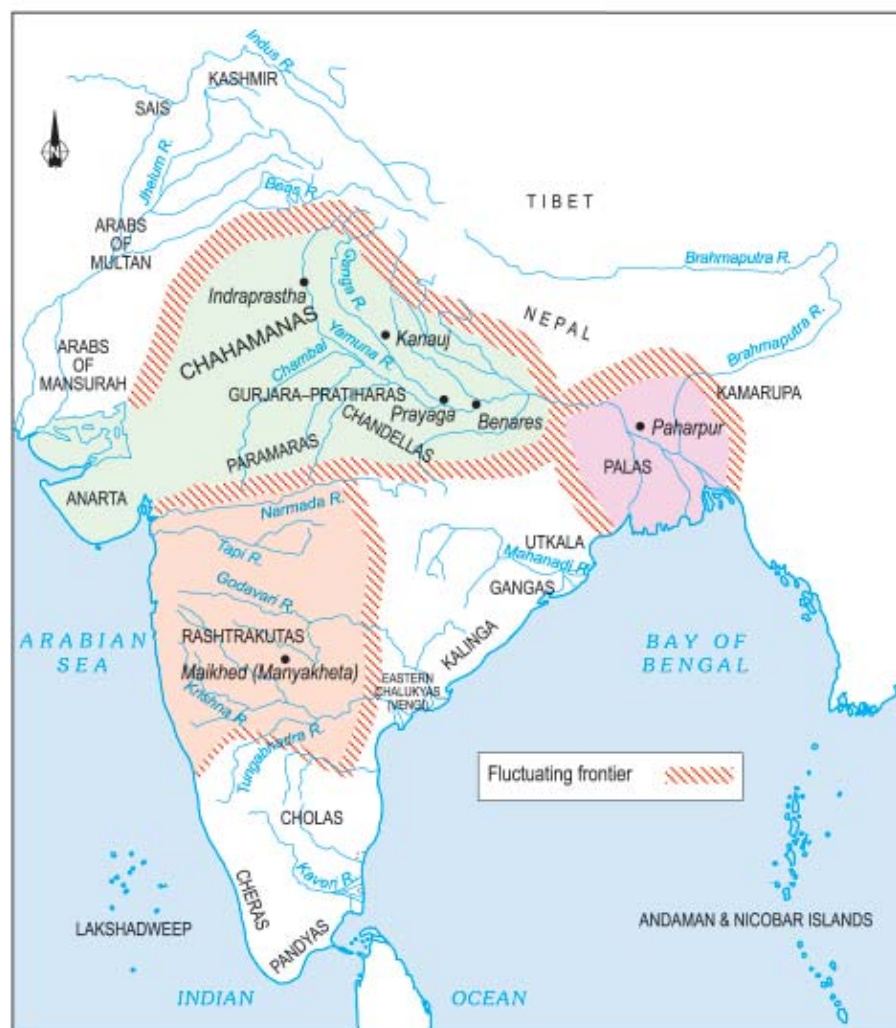 Indus R.
KASHMIR
SAIS
N
Jhelum R.
Beas R.
TIBET
ARABS
OF
MULTAN
Brahmaputra R.
Indraprastha
Ganga R.
NEPAL
CHAHAMANAS
Kanauj
Brahmaputra R.
ARABS
OF
MANSURAH
Chambal
Yamuna R.
KAMARUPA
GURJARA–PRATIHARAS
Prayaga
Benares
CHANDELLAS
Paharpur
PARAMARAS
PALAS
ANARTA
Narmada R.
UTKALA
Tapi R.
Mahanadi R.
GANGAS
Godavari R.
RASHTRAKUTAS
Malkhed (Manyakheta)
KALINGA
ARABIAN
SEA
BAY OF
BENGAL
EASTERN
CHALUKYAS
(VENGI)
Krishna R.
Tungabhadra R.
Fluctuating frontier
CHOLAS
Kaveri R.
CHERAS
LAKSHADWEEP
PANDYAS
ANDAMAN & NICOBAR ISLANDS
INDIAN OCEAN